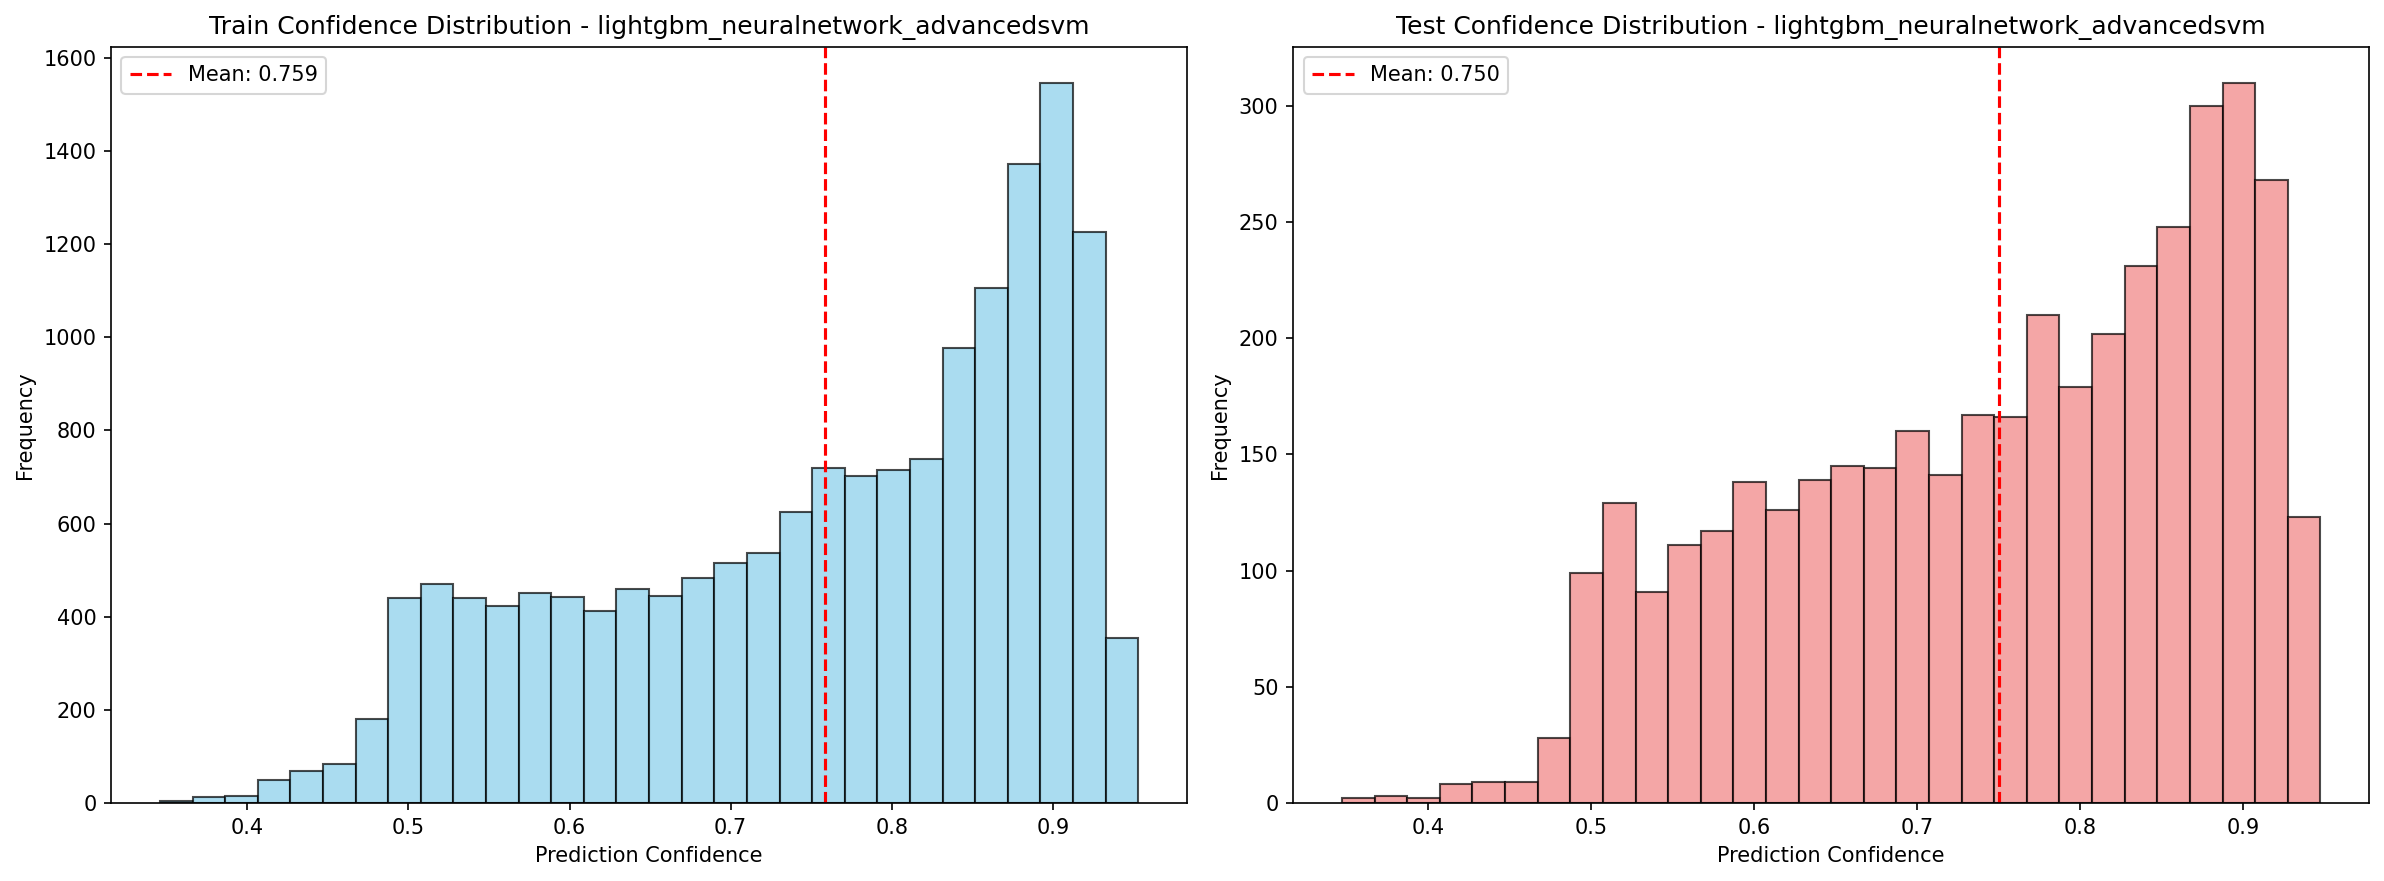 Train Confidence Distribution - lightgbm_neuralnetwork_advancedsvm
Mean: 0.759
1600
1400
1200
1000
800
600
400
200
0
Frequency
0.4 0.5 0.6 0.7 0.8 0.9
Prediction Confidence
Test Confidence Distribution - lightgbm_neuralnetwork_advancedsvm
Mean: 0.750
300
250
200
150
100
50
0
Frequency
0.4 0.5 0.6 0.7 0.8 0.9
Prediction Confidence